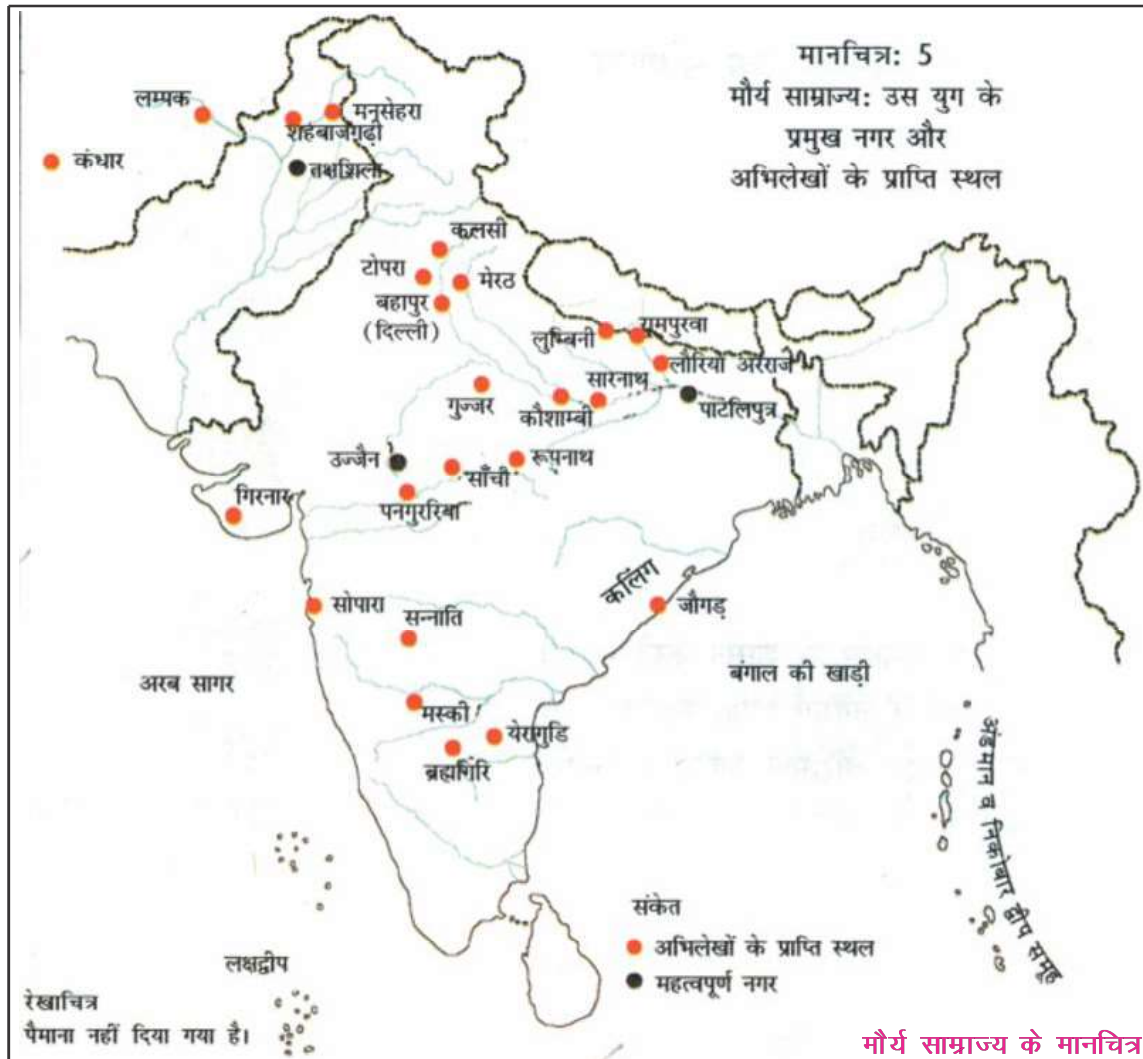 मानचित्र: 5
मौर्य साम्राज्य: उस युग के
प्रमुख नगर और
अभिलेखों के प्राप्ति स्थल
लम्पक
मनसेहरा
शहबाजगढ़ी
कंधार
तक्षशिला
कलसी
टोपरा
मेरठ
बहापुर
(दिल्ली)
लुम्बिनी
रामपुरवा
लौरिया अरेराज
सारनाथ
गुज्जर
कौशाम्बी
पाटलिपुत्र
उज्जैन
साँची
रूपनाथ
गिरनार
पनगुररिया
कलिंग
सोपारा
जौगड़
सन्नाति
अरब सागर
बंगाल की खाड़ी
मस्की
येरागुडि
ब्रह्मगिरि
अंडमान व निकोबार द्वीप समूह
संकेत
अभिलेखों के प्राप्ति स्थल
महत्वपूर्ण नगर
लक्षद्वीप
रेखाचित्र
पैमाना नहीं दिया गया है।
मौर्य साम्राज्य के मानचित्र